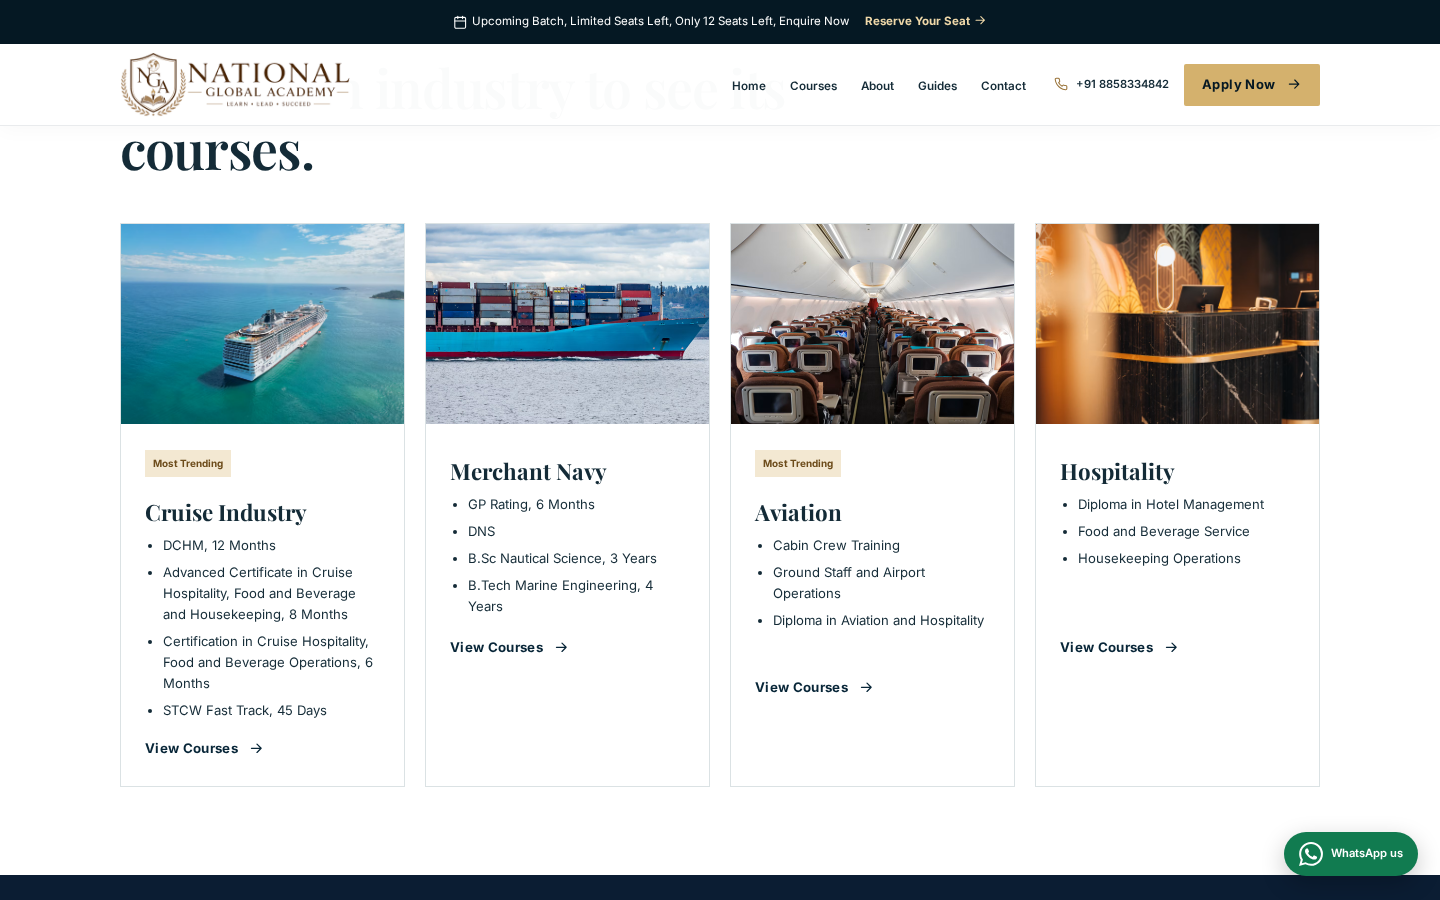 Upcoming Batch, Limited Seats Left, Only 12 Seats Left, Enquire Now Reserve Your Seat
NGA
NATIONAL
GLOBAL ACADEMY
LEARN • LEAD • SUCCEED
industry to see its
Home Courses About Guides Contact +91 8858334842 Apply Now
courses.
Most Trending
Cruise Industry
• DCHM, 12 Months
• Advanced Certificate in Cruise
Hospitality, Food and Beverage
and Housekeeping, 8 Months
• Certification in Cruise Hospitality,
Food and Beverage Operations, 6
Months
• STCW Fast Track, 45 Days
View Courses
Merchant Navy
• GP Rating, 6 Months
• DNS
• B.Sc Nautical Science, 3 Years
• B.Tech Marine Engineering, 4
Years
View Courses
Most Trending
Aviation
• Cabin Crew Training
• Ground Staff and Airport
Operations
• Diploma in Aviation and Hospitality
View Courses
Hospitality
• Diploma in Hotel Management
• Food and Beverage Service
• Housekeeping Operations
View Courses
WhatsApp us